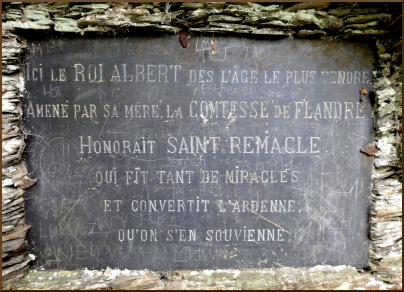 ICI LE ROI ALBERT DES L'ÂGE LE PLUS TENDRE
AMENÉ PAR SA MÈRE LA COMTESSE DE FLANDRE
HONORAIT SAINT REMACLE
QUI FIT TANT DE MIRACLES
ET CONVERTIT L'ARDENNE.
QU'ON S'EN SOUVIENNE.